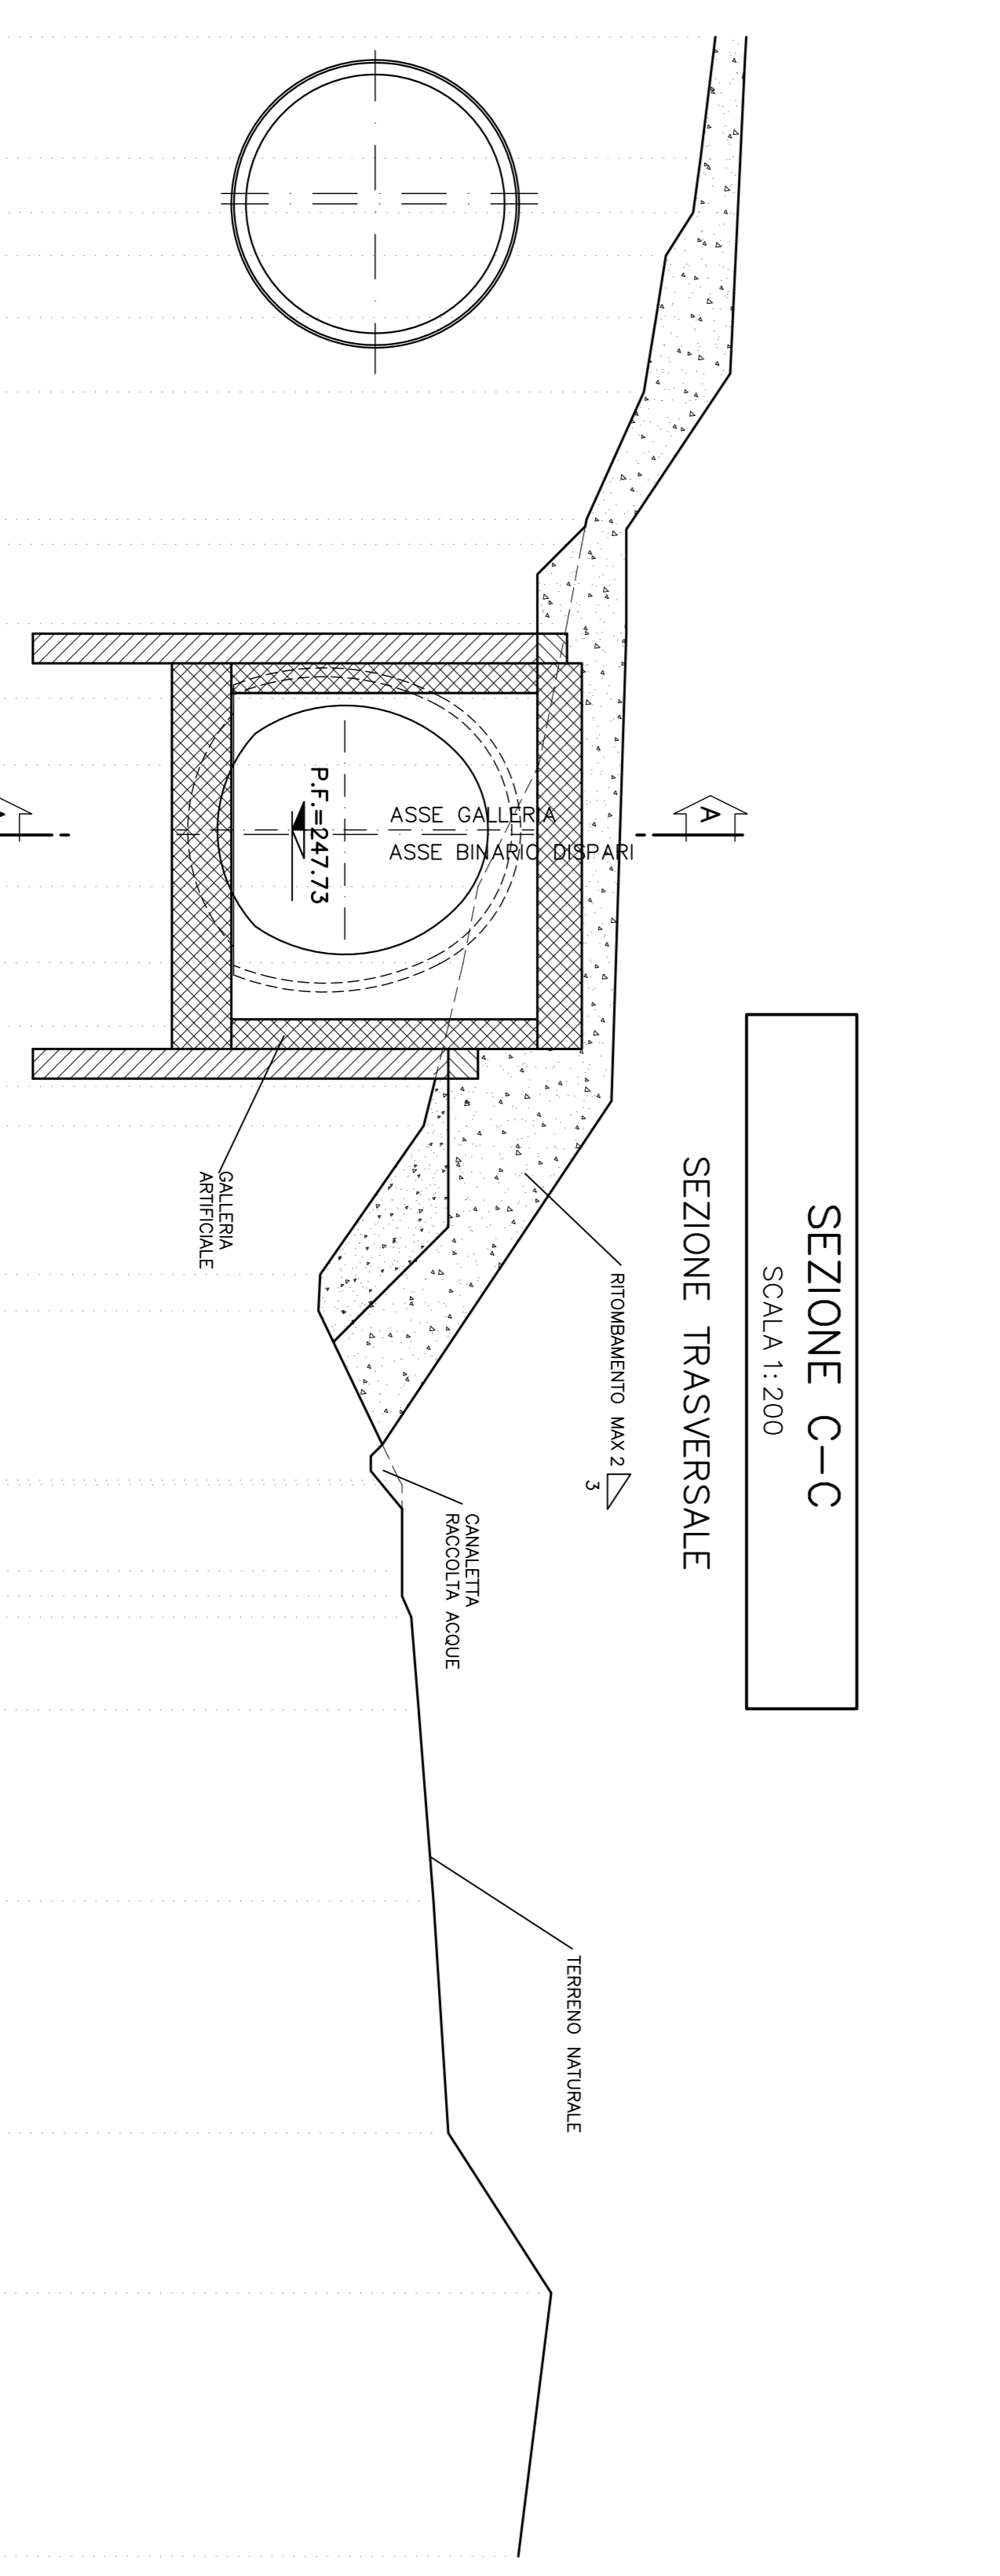 SEZIONE C-C
SCALA 1:200
SEZIONE TRASVERSALE
A
RITOMBAMENTO MAX 2
3
ASSE GALLERIA
ASSE BINARIO DISPARI
P.F.=247.73
GALLERIA
ARTIFICIALE
CANALETTA
RACCOLTA ACQUE
TERRENO NATURALE